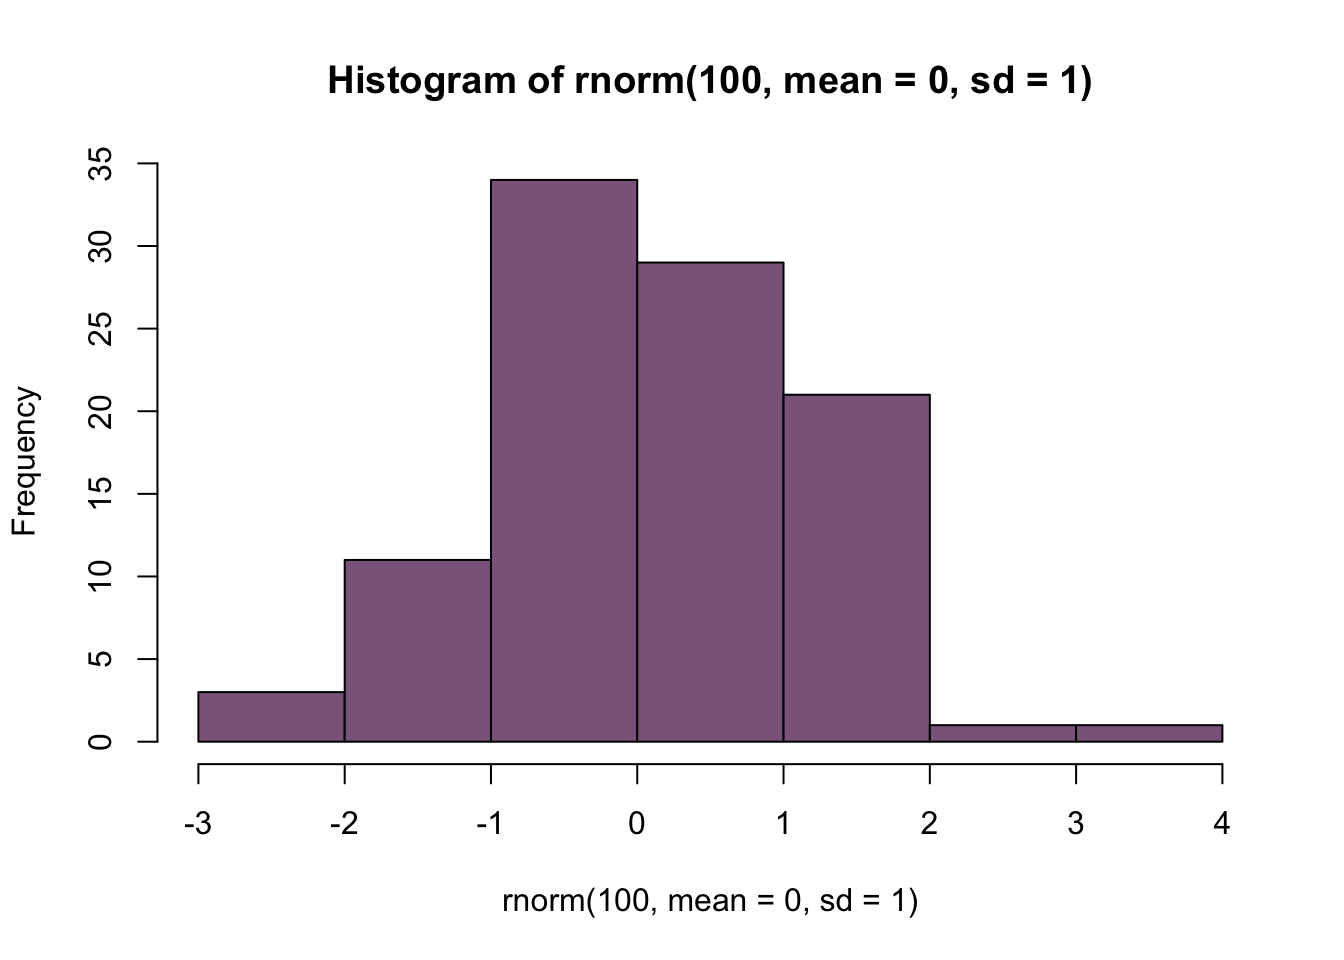 Histogram of rnorm(100, mean = 0, sd = 1)
35
30
25
20
15
10
5
0
Frequency
-3 -2 -1 0 1 2 3 4
rnorm(100, mean = 0, sd = 1)